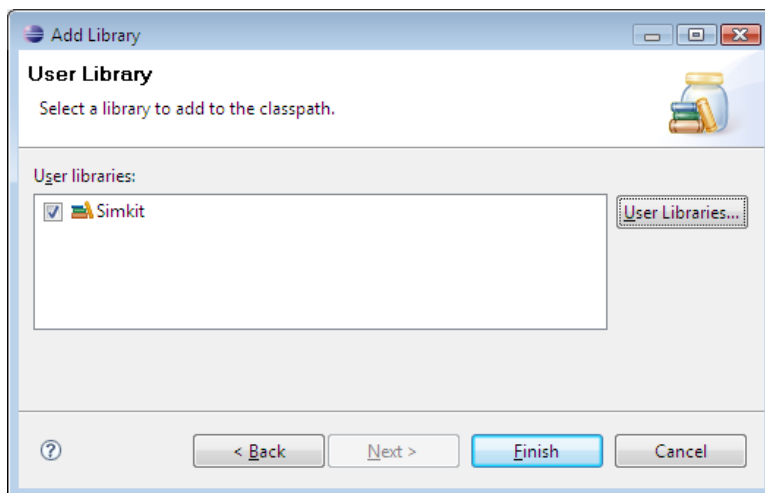 Add Library
User Library
Select a library to add to the classpath.
User libraries:
Simkit
User Libraries...
< Back Next > Finish Cancel